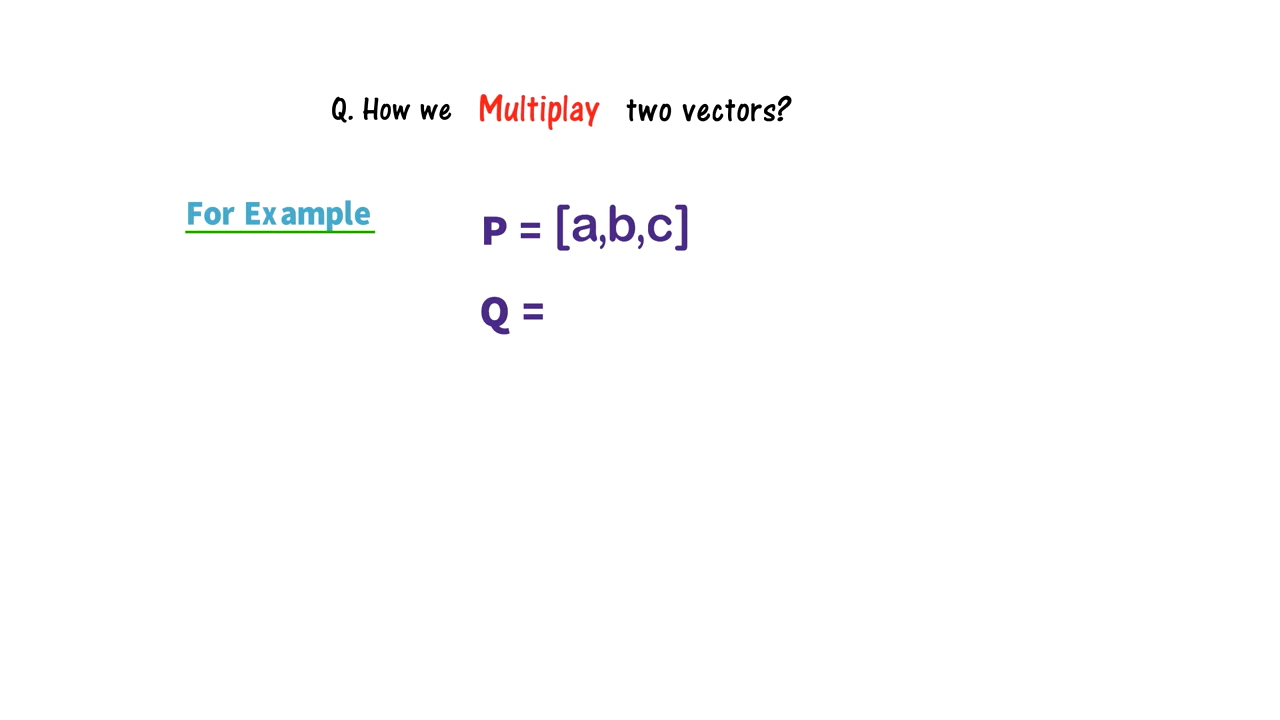 Q. How we Multiplay two vectors?
For Example
P = [a,b,c]
Q =